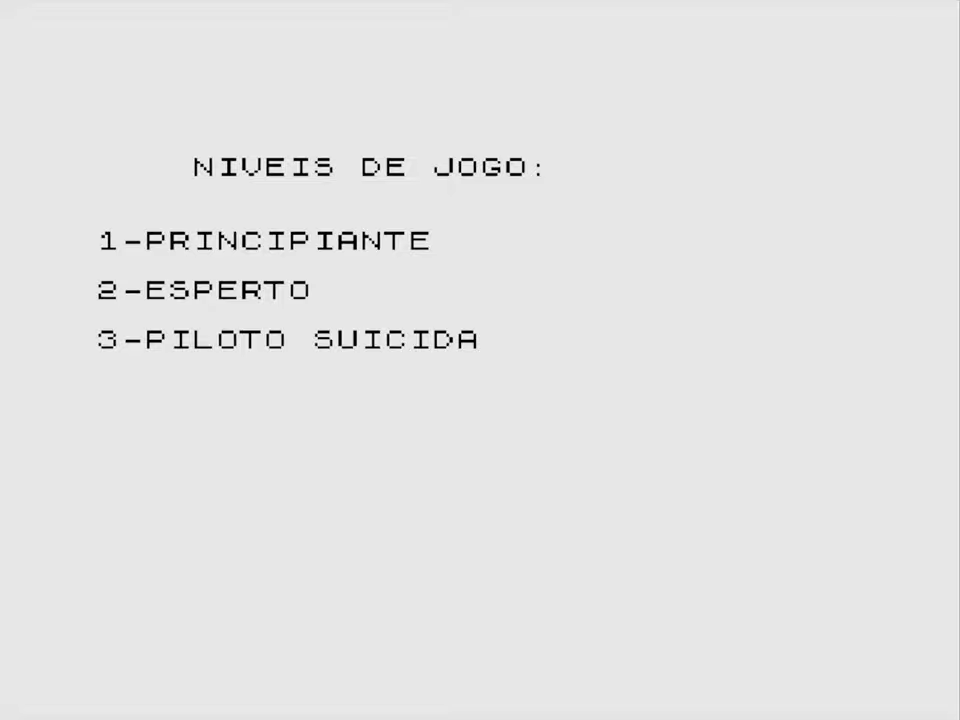 NIVEIS DE JOGO:
1-PRINCIPIANTE
2-ESPERTO
3-PILOTO SUICIDA